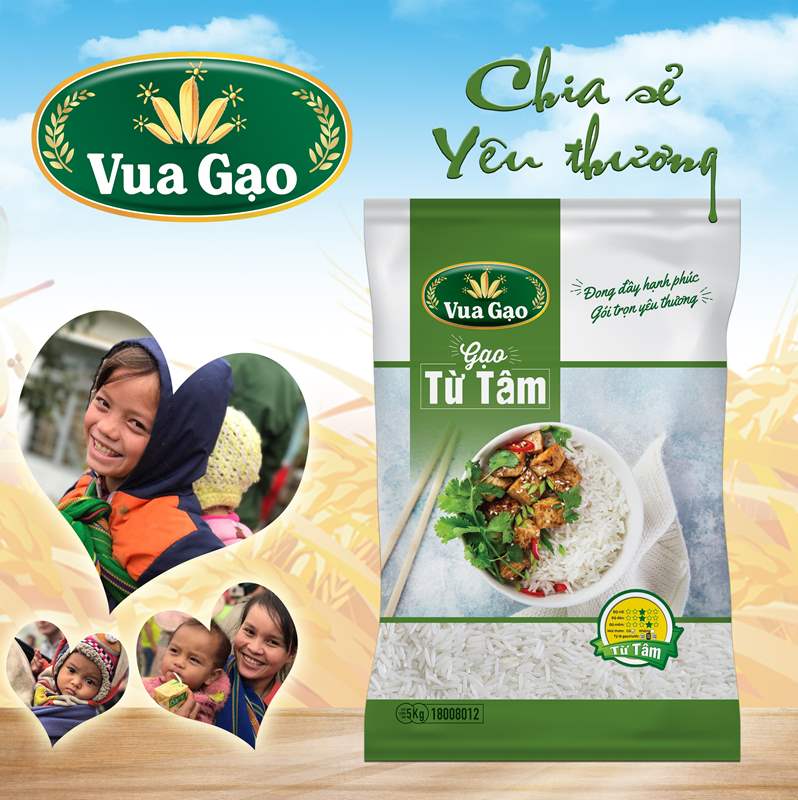 Vua Gạo
Chia sẻ
Yêu thương
Vua Gạo
Đong đầy hạnh phúc
Gói trọn yêu thương
Gạo
Từ Tâm
Từ Tâm
5Kg 18008012